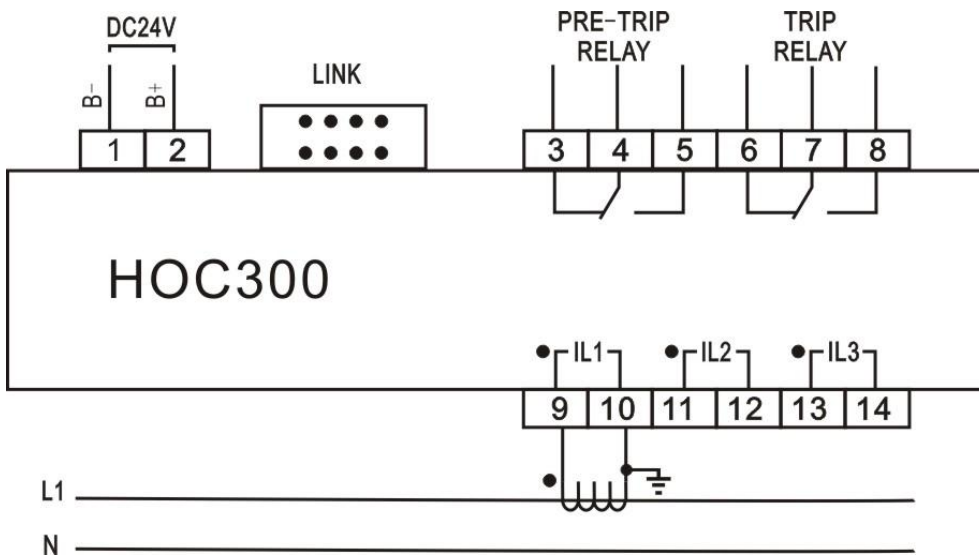 DC24V
PRE-TRIP
RELAY
TRIP
RELAY
LINK
B-
B+
1 2
3 4 5 6 7 8
HOC300
IL1 IL2 IL3
9 10 11 12 13 14
L1
N